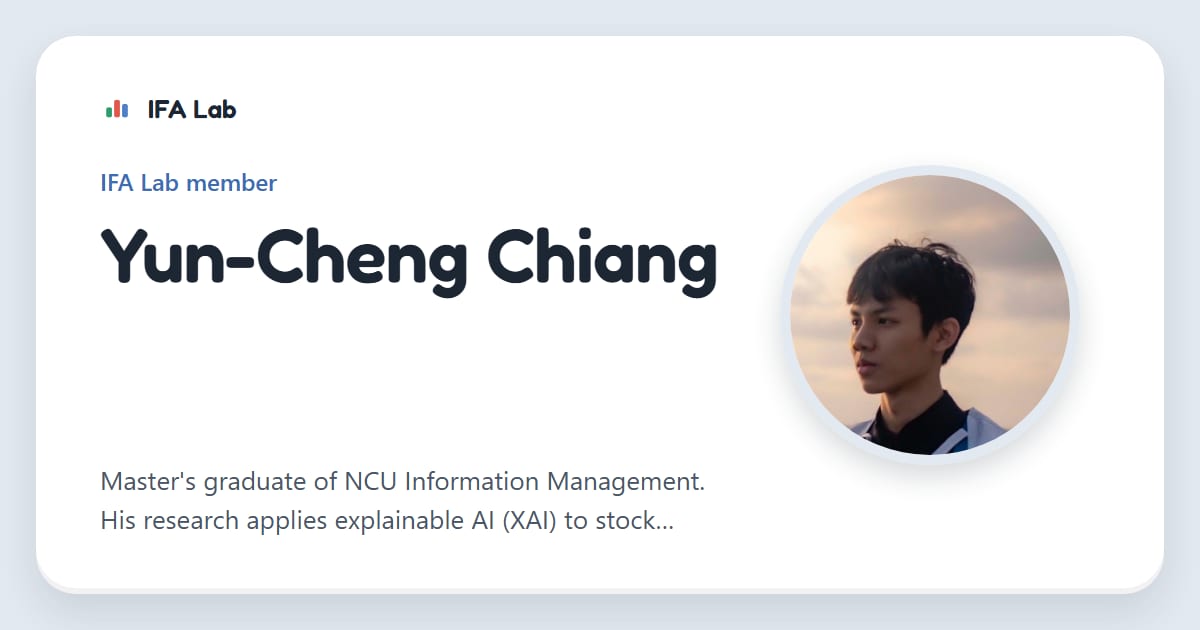 IFA Lab
IFA Lab member
Yun-Cheng Chiang
Master's graduate of NCU Information Management.
His research applies explainable AI (XAI) to stock...